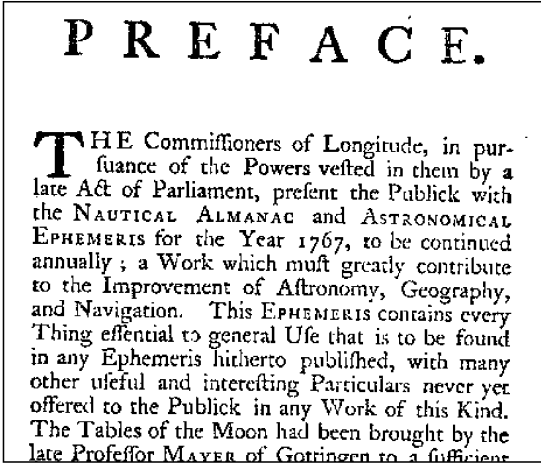 PREFACE.
THE Commiſſioners of Longitude, in pur-
ſuance of the Powers veſted in them by a
late Act of Parliament, preſent the Publick with
the NAUTICAL ALMANAC and ASTRONOMICAL
EPHEMERIS for the Year 1767, to be continued
annually ; a Work which muſt greatly contribute
to the Improvement of Aſtronomy, Geography,
and Navigation. This EPHEMERIS contains every
Thing eſſential to general Uſe that is to be found
in any Ephemeris hitherto publiſhed, with many
other uſeful and intereſting Particulars never yet
offered to the Publick in any Work of this Kind.
The Tables of the Moon had been brought by the
late Profeſſor MAYER of Gottingen to a ſufficient